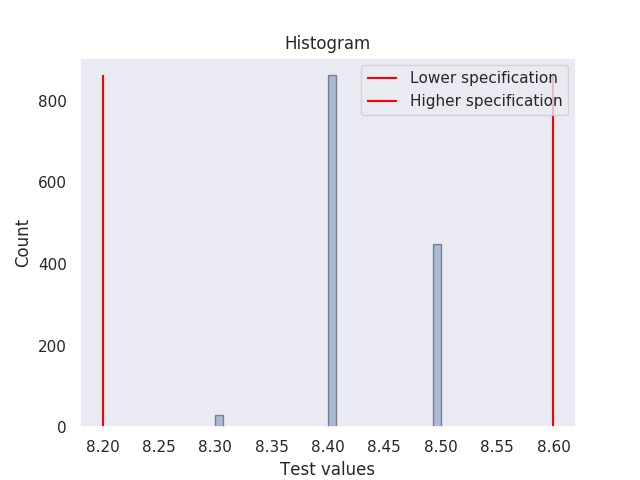 Histogram
Lower specification
Higher specification
Count
800
600
400
200
0
8.20 8.25 8.30 8.35 8.40 8.45 8.50 8.55 8.60
Test values